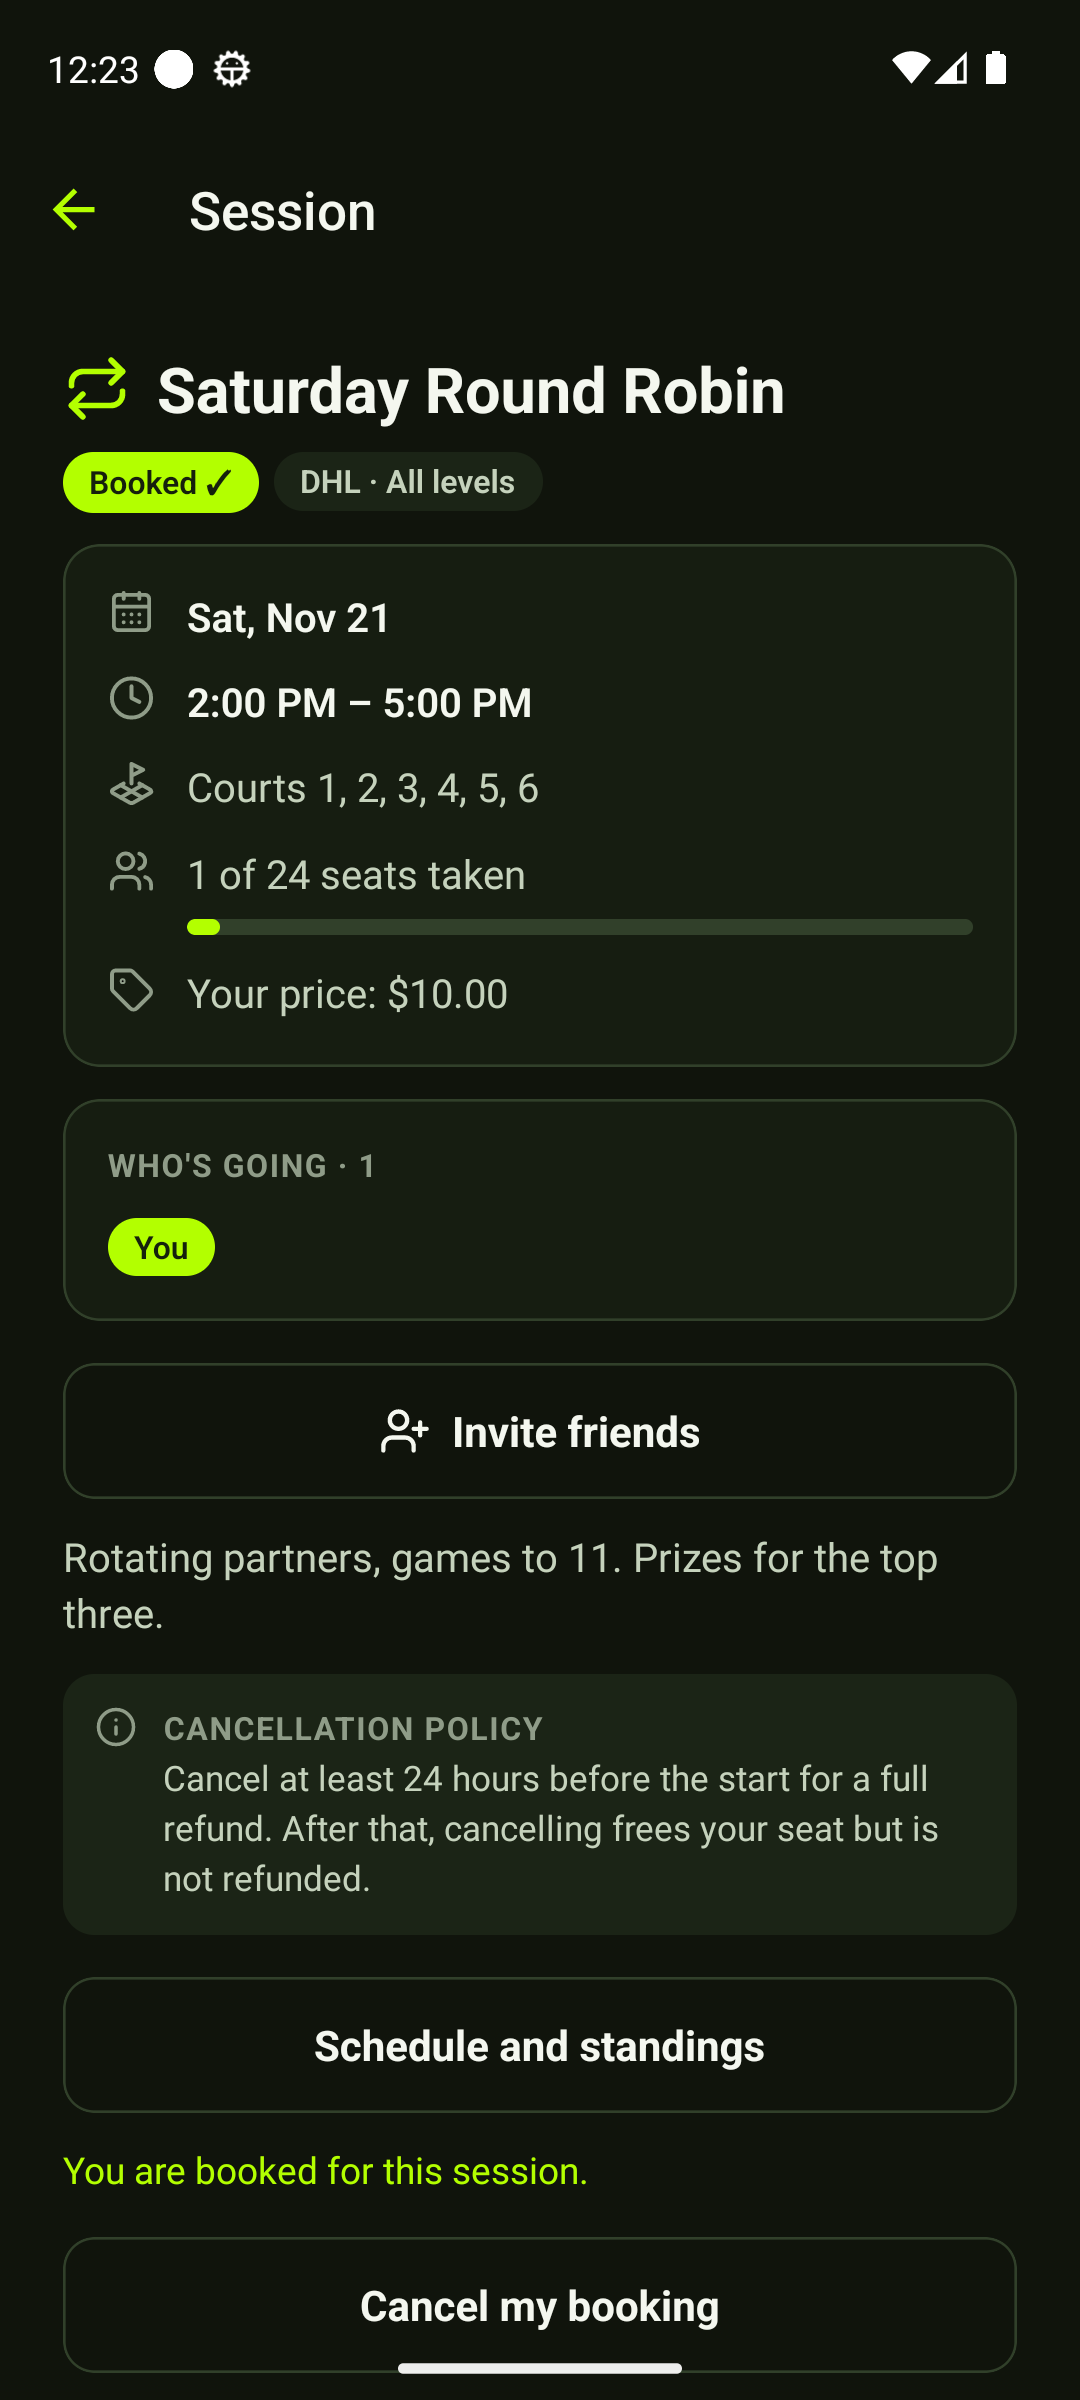 12:23
Session
Saturday Round Robin
Booked ✓
DHL · All levels
Sat, Nov 21
2:00 PM – 5:00 PM
Courts 1, 2, 3, 4, 5, 6
1 of 24 seats taken
Your price: $10.00
WHO'S GOING · 1
You
Invite friends
Rotating partners, games to 11. Prizes for the top
three.
CANCELLATION POLICY
Cancel at least 24 hours before the start for a full
refund. After that, cancelling frees your seat but is
not refunded.
Schedule and standings
You are booked for this session.
Cancel my booking